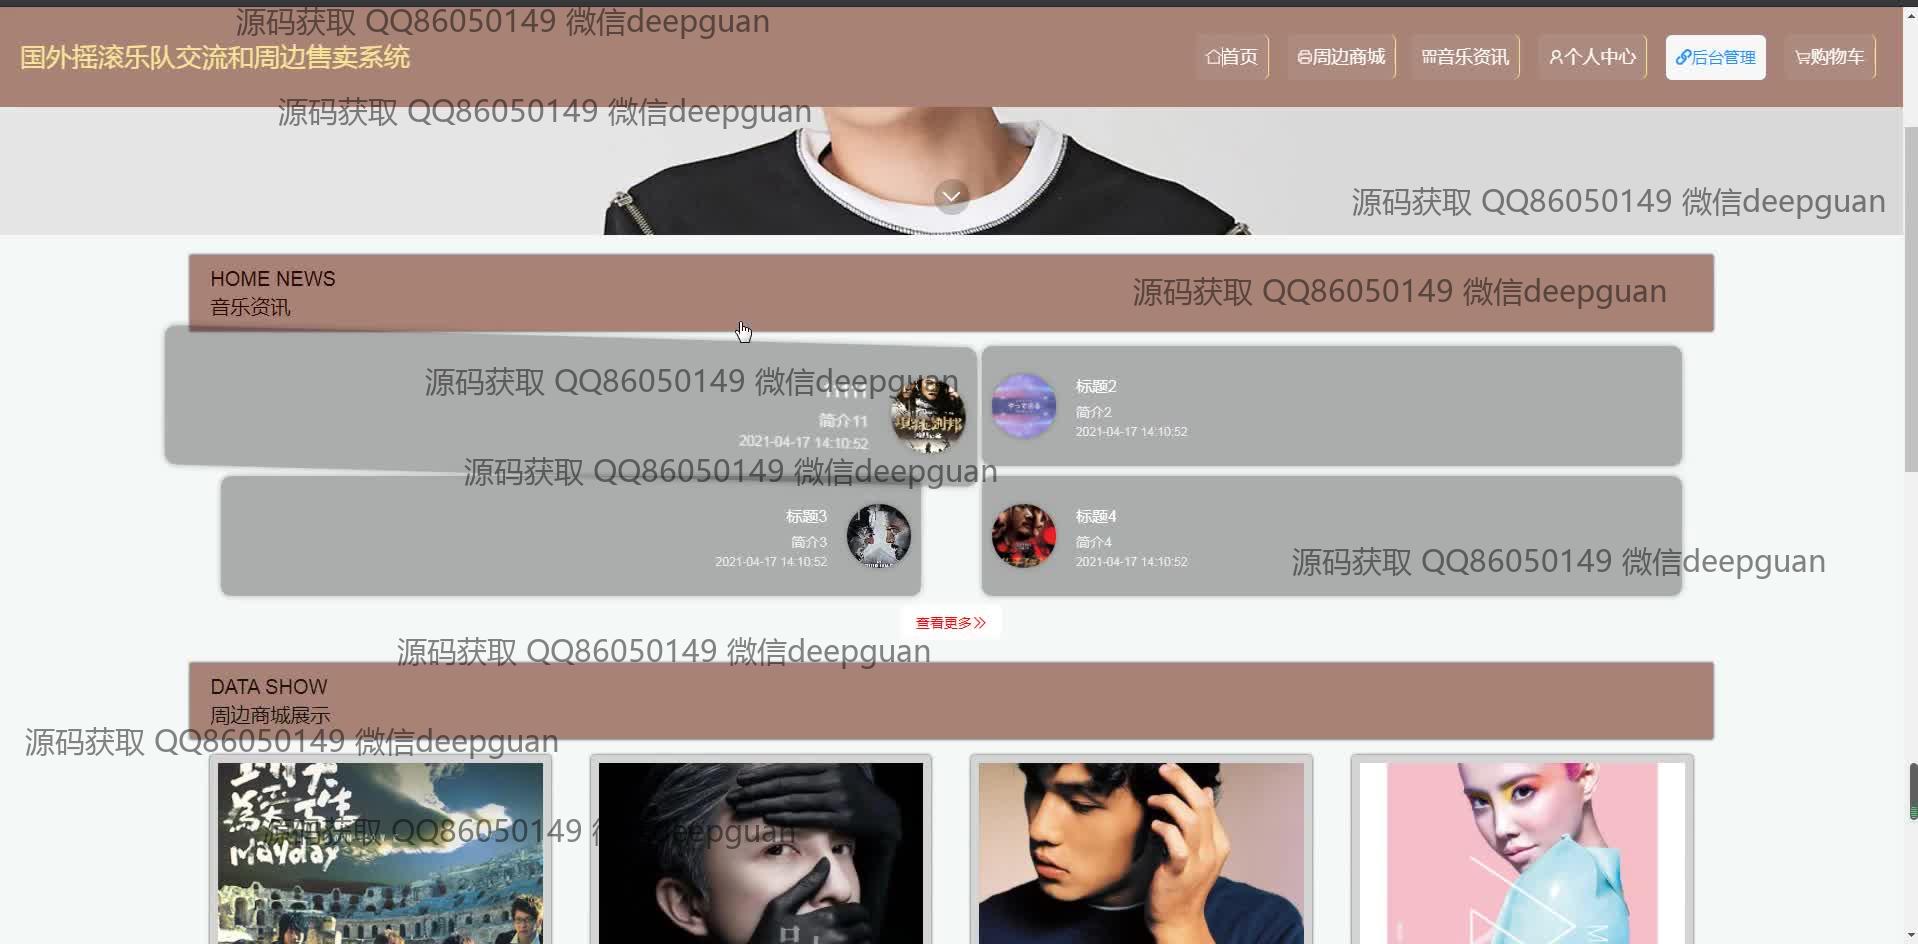 源码获取 QQ86050149 微信deepguan
国外摇滚乐队交流和周边售卖系统
首页
周边商城
音乐资讯
个人中心
后台管理
购物车
源码获取 QQ86050149 微信deepguan
源码获取 QQ86050149 微信deepguan
HOME NEWS
音乐资讯
源码获取 QQ86050149 微信deepguan
源码获取 QQ86050149 微信deepguan
简介11
2021-04-17 14:10:52
标题2
简介2
2021-04-17 14:10:52
源码获取 QQ86050149 微信deepguan
标题3
简介3
2021-04-17 14:10:52
标题4
简介4
2021-04-17 14:10:52
源码获取 QQ86050149 微信deepguan
查看更多
源码获取 QQ86050149 微信deepguan
DATA SHOW
周边商城展示
源码获取 QQ86050149 微信deepguan
源码获取 QQ86050149 微信deepguan
mayday